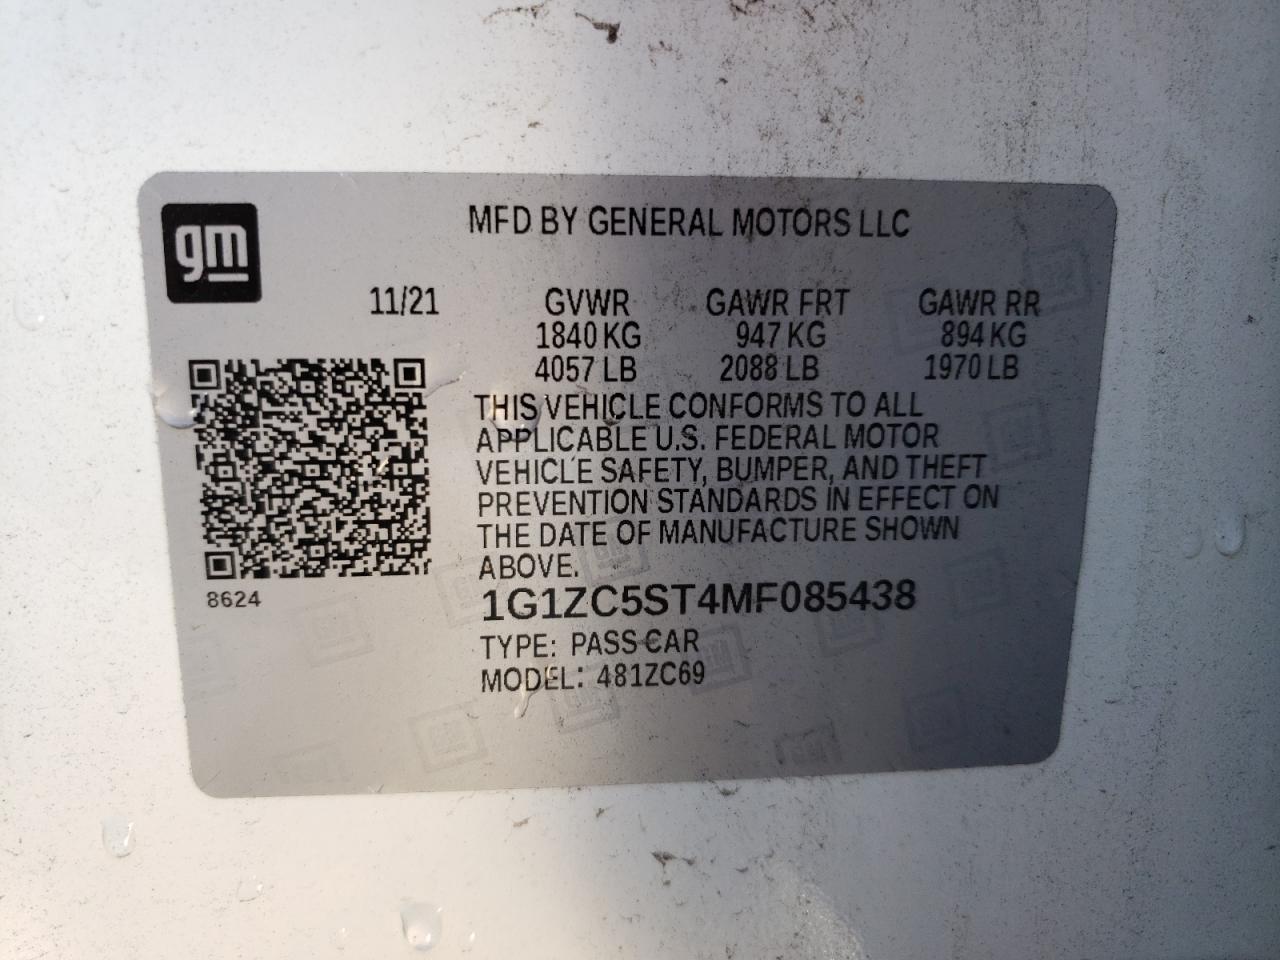 gm
MFD BY GENERAL MOTORS LLC
11/21 GVWR GAWR FRT GAWR RR
1840 KG 947 KG 894 KG
4057 LB 2088 LB 1970 LB
THIS VEHICLE CONFORMS TO ALL
APPLICABLE U.S. FEDERAL MOTOR
VEHICLE SAFETY, BUMPER, AND THEFT
PREVENTION STANDARDS IN EFFECT ON
THE DATE OF MANUFACTURE SHOWN
ABOVE.
8624
1G1ZC5ST4MF085438
TYPE: PASS CAR
MODEL: 481ZC69